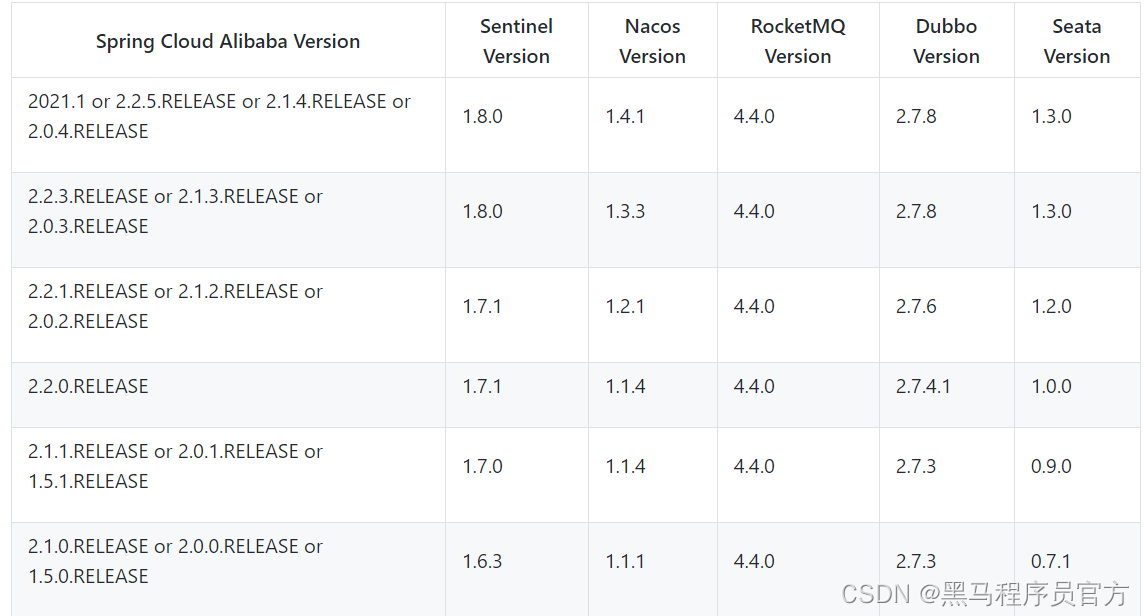 Spring Cloud Alibaba Version Sentinel Version Nacos Version RocketMQ Version Dubbo Version Seata Version
2021.1 or 2.2.5.RELEASE or 2.1.4.RELEASE or
2.0.4.RELEASE
1.8.0 1.4.1 4.4.0 2.7.8 1.3.0
2.2.3.RELEASE or 2.1.3.RELEASE or
2.0.3.RELEASE
1.8.0 1.3.3 4.4.0 2.7.8 1.3.0
2.2.1.RELEASE or 2.1.2.RELEASE or
2.0.2.RELEASE
1.7.1 1.2.1 4.4.0 2.7.6 1.2.0
2.2.0.RELEASE 1.7.1 1.1.4 4.4.0 2.7.4.1 1.0.0
2.1.1.RELEASE or 2.0.1.RELEASE or
1.5.1.RELEASE
1.7.0 1.1.4 4.4.0 2.7.3 0.9.0
2.1.0.RELEASE or 2.0.0.RELEASE or
1.5.0.RELEASE
1.6.3 1.1.1 4.4.0 2.7.3 0.7.1
CSDN @黑马程序员官方